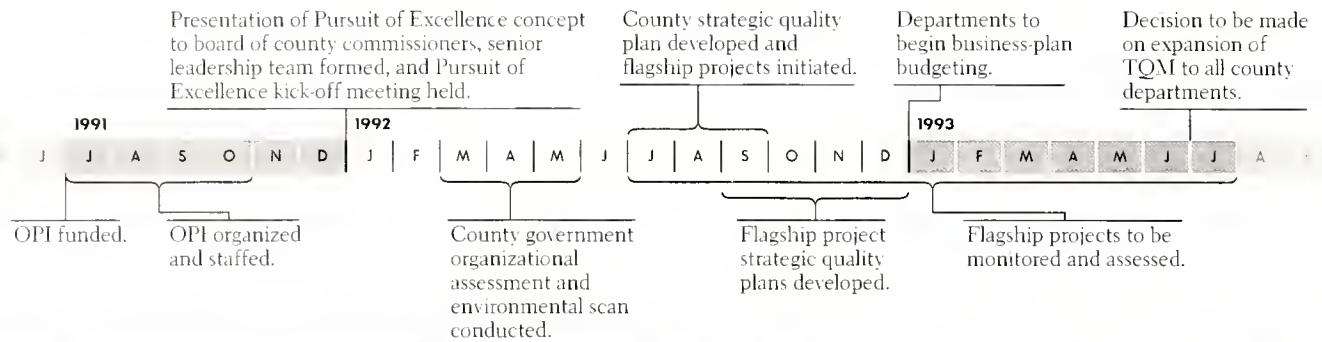 Presentation of Pursuit of Excellence concept
to board of county commissioners, senior
leadership team formed, and Pursuit of
Excellence kick-off meeting held.
County strategic quality
plan developed and
flagship projects initiated.
Departments to
begin business-plan
budgeting.
Decision to be made
on expansion of
TQM to all county
departments.
1991 1992 1993
J J A S O N D J F M A M J J A S O N D J F M A M J J A
OPI funded.
OPI organized
and staffed.
County government
organizational
assessment and
environmental scan
conducted.
Flagship project
strategic quality
plans developed.
Flagship projects to be
monitored and assessed.